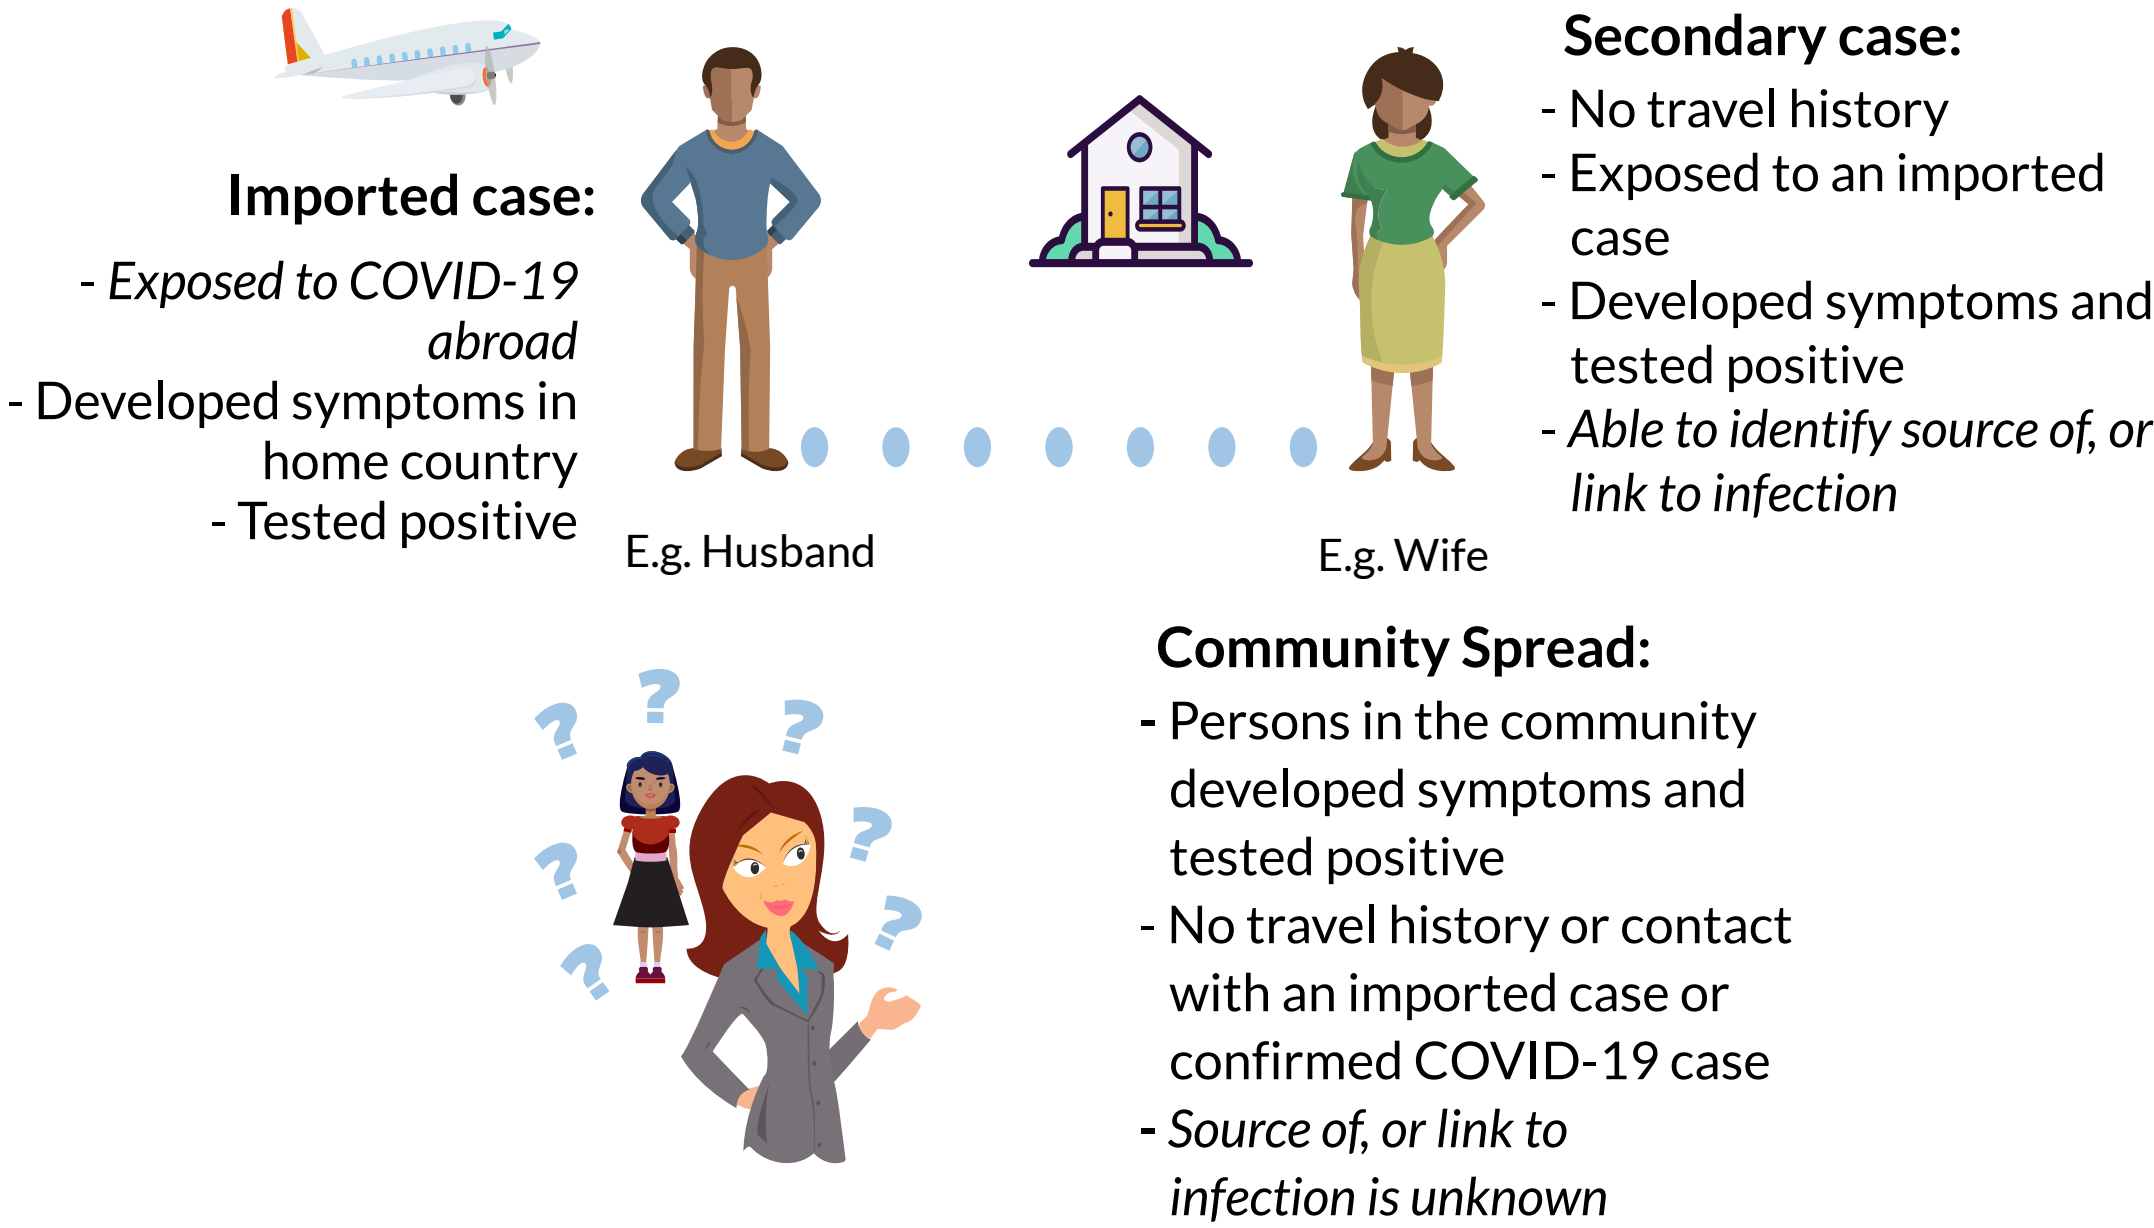 Imported case:
- Exposed to COVID-19
abroad
- Developed symptoms in
home country
- Tested positive
E.g. Husband
Secondary case:
- No travel history
- Exposed to an imported
case
- Developed symptoms and
tested positive
- Able to identify source of, or
link to infection
E.g. Wife
Community Spread:
- Persons in the community
developed symptoms and
tested positive
- No travel history or contact
with an imported case or
confirmed COVID-19 case
- Source of, or link to
infection is unknown
? ? ? ? ? ? ?